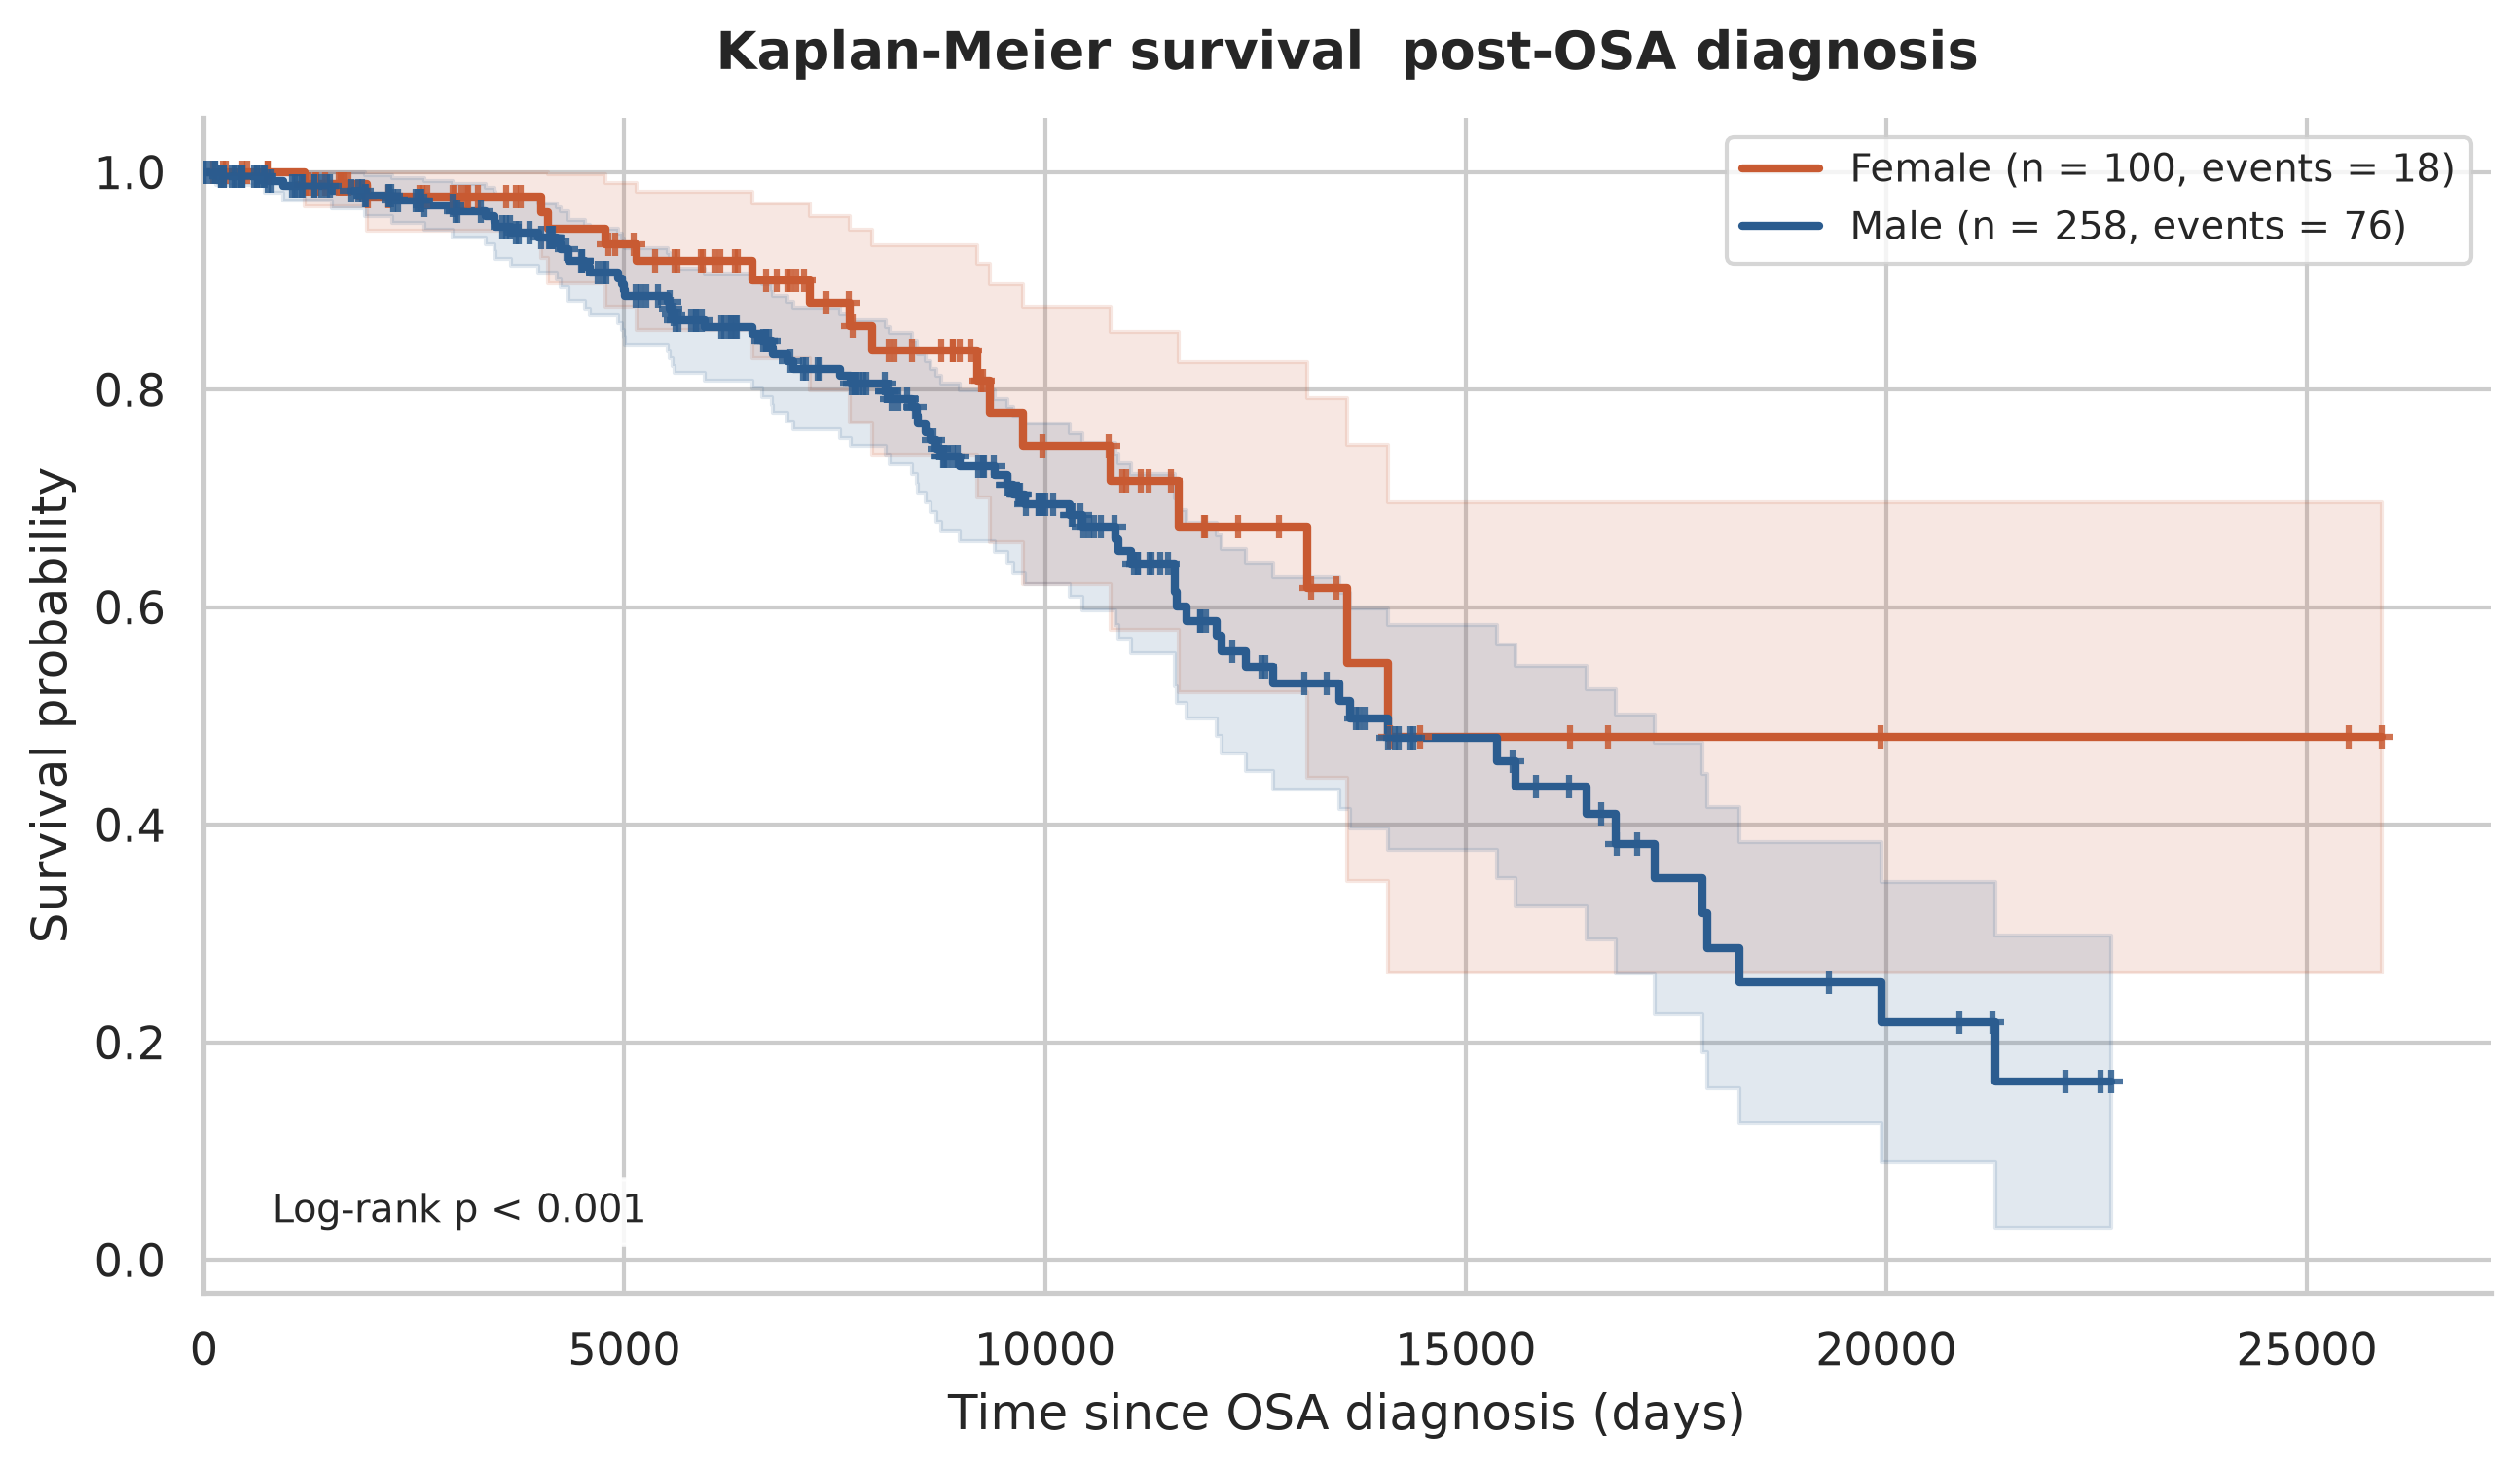 Kaplan-Meier survival  post-OSA diagnosis
Female (n = 100, events = 18)
Male (n = 258, events = 76)
Survival probability
1.0
0.8
0.6
0.4
0.2
0.0
Log-rank p < 0.001
0 5000 10000 15000 20000 25000
Time since OSA diagnosis (days)